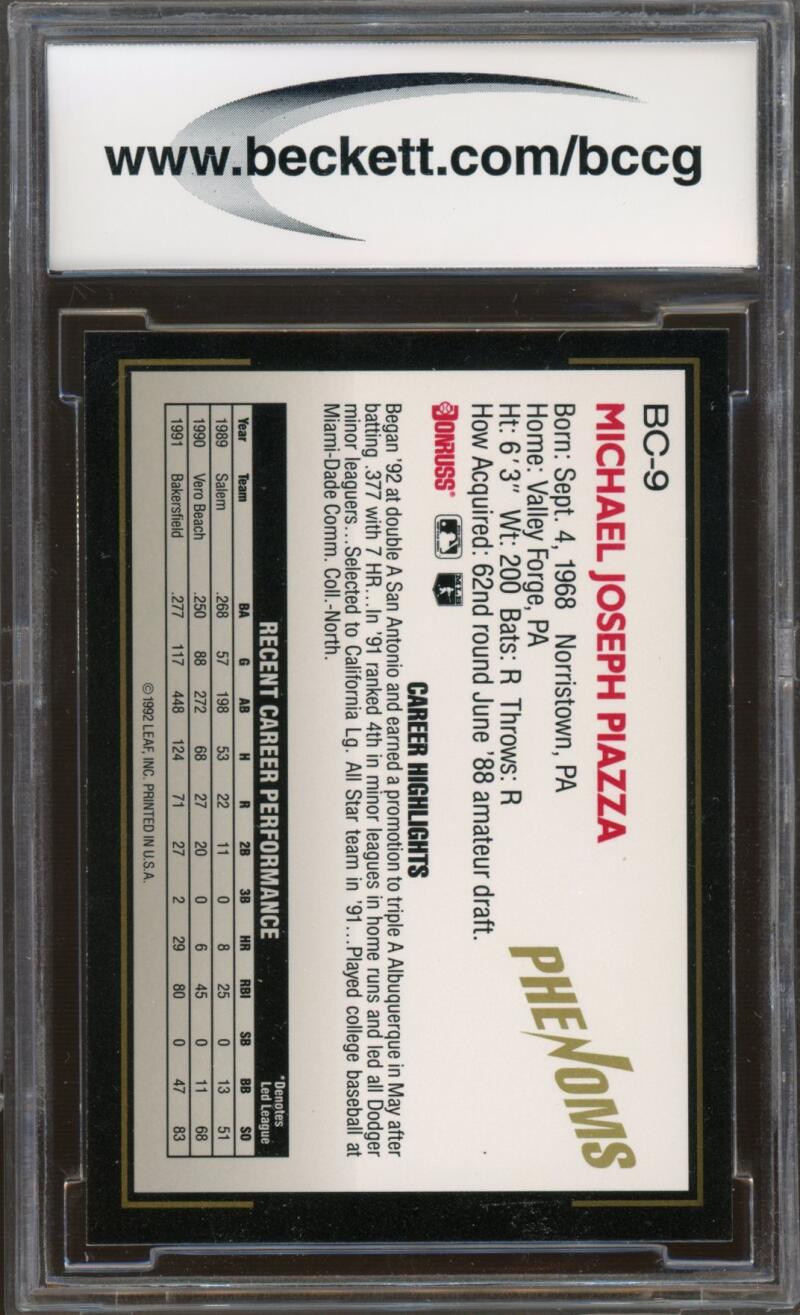 www.beckett.com/bccg
BC-9
MICHAEL JOSEPH PIAZZA
Born: Sept. 4, 1968 Norristown, PA
Home: Valley Forge, PA
Ht: 6'3" Wt: 200 Bats: R Throws: R
How Acquired: 62nd round June '88 amateur draft.
PHENOMS
DONRUSS®
MLB
CAREER HIGHLIGHTS
Began '92 at double A San Antonio and earned a promotion to triple A Albuquerque in May after
batting .377 with 7 HR...In '91 ranked 4th in minor leagues in home runs and led all Dodger
minor leaguers...Selected to California Lg. All Star team in '91...Played college baseball at
Miami-Dade Comm. Coll.-North.
RECENT CAREER PERFORMANCE
*Denotes
Led League
Year Team BA G AB H R 2B 3B HR RBI SB BB SO
1989 Salem .268 57 198 53 22 11 0 8 25 0 13 51
1990 Vero Beach .250 88 272 68 27 20 0 6 45 0 11 68
1991 Bakersfield .277 117 448 124 71 27 2 29 80 0 47 83
©1992 LEAF, INC. PRINTED IN U.S.A.